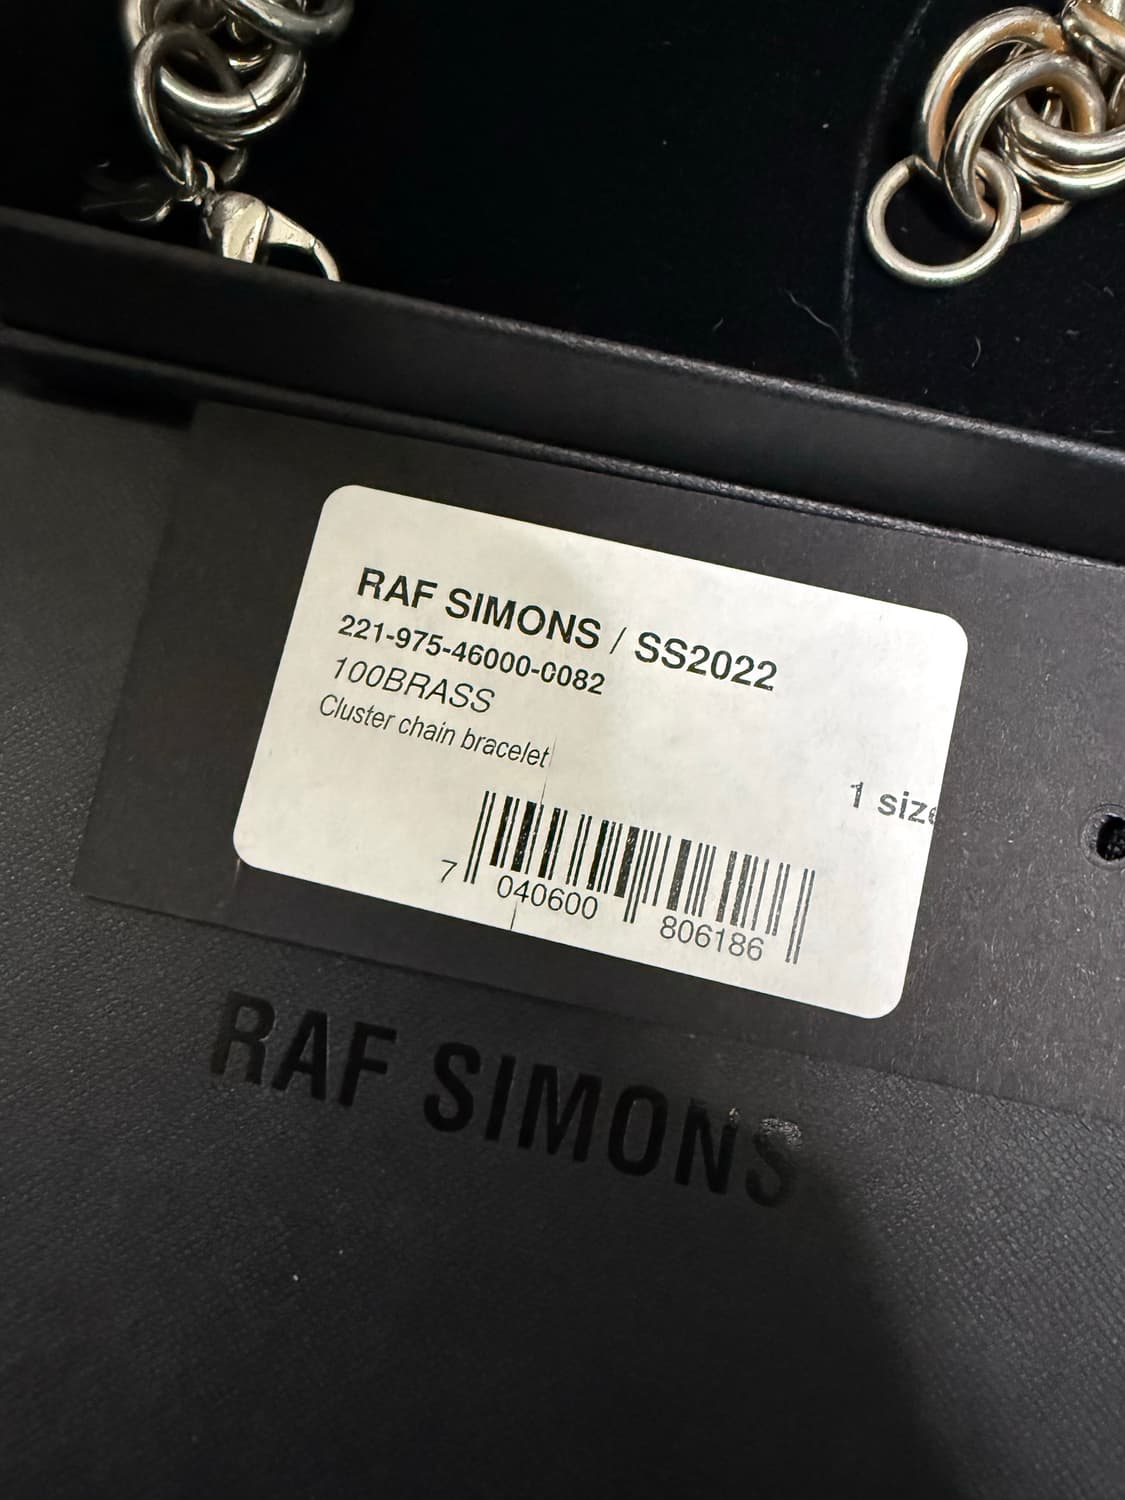 RAF SIMONS / SS2022
221-975-46000-0082
100BRASS
Cluster chain bracelet
1 size
7 040600 806186
RAF SIMONS